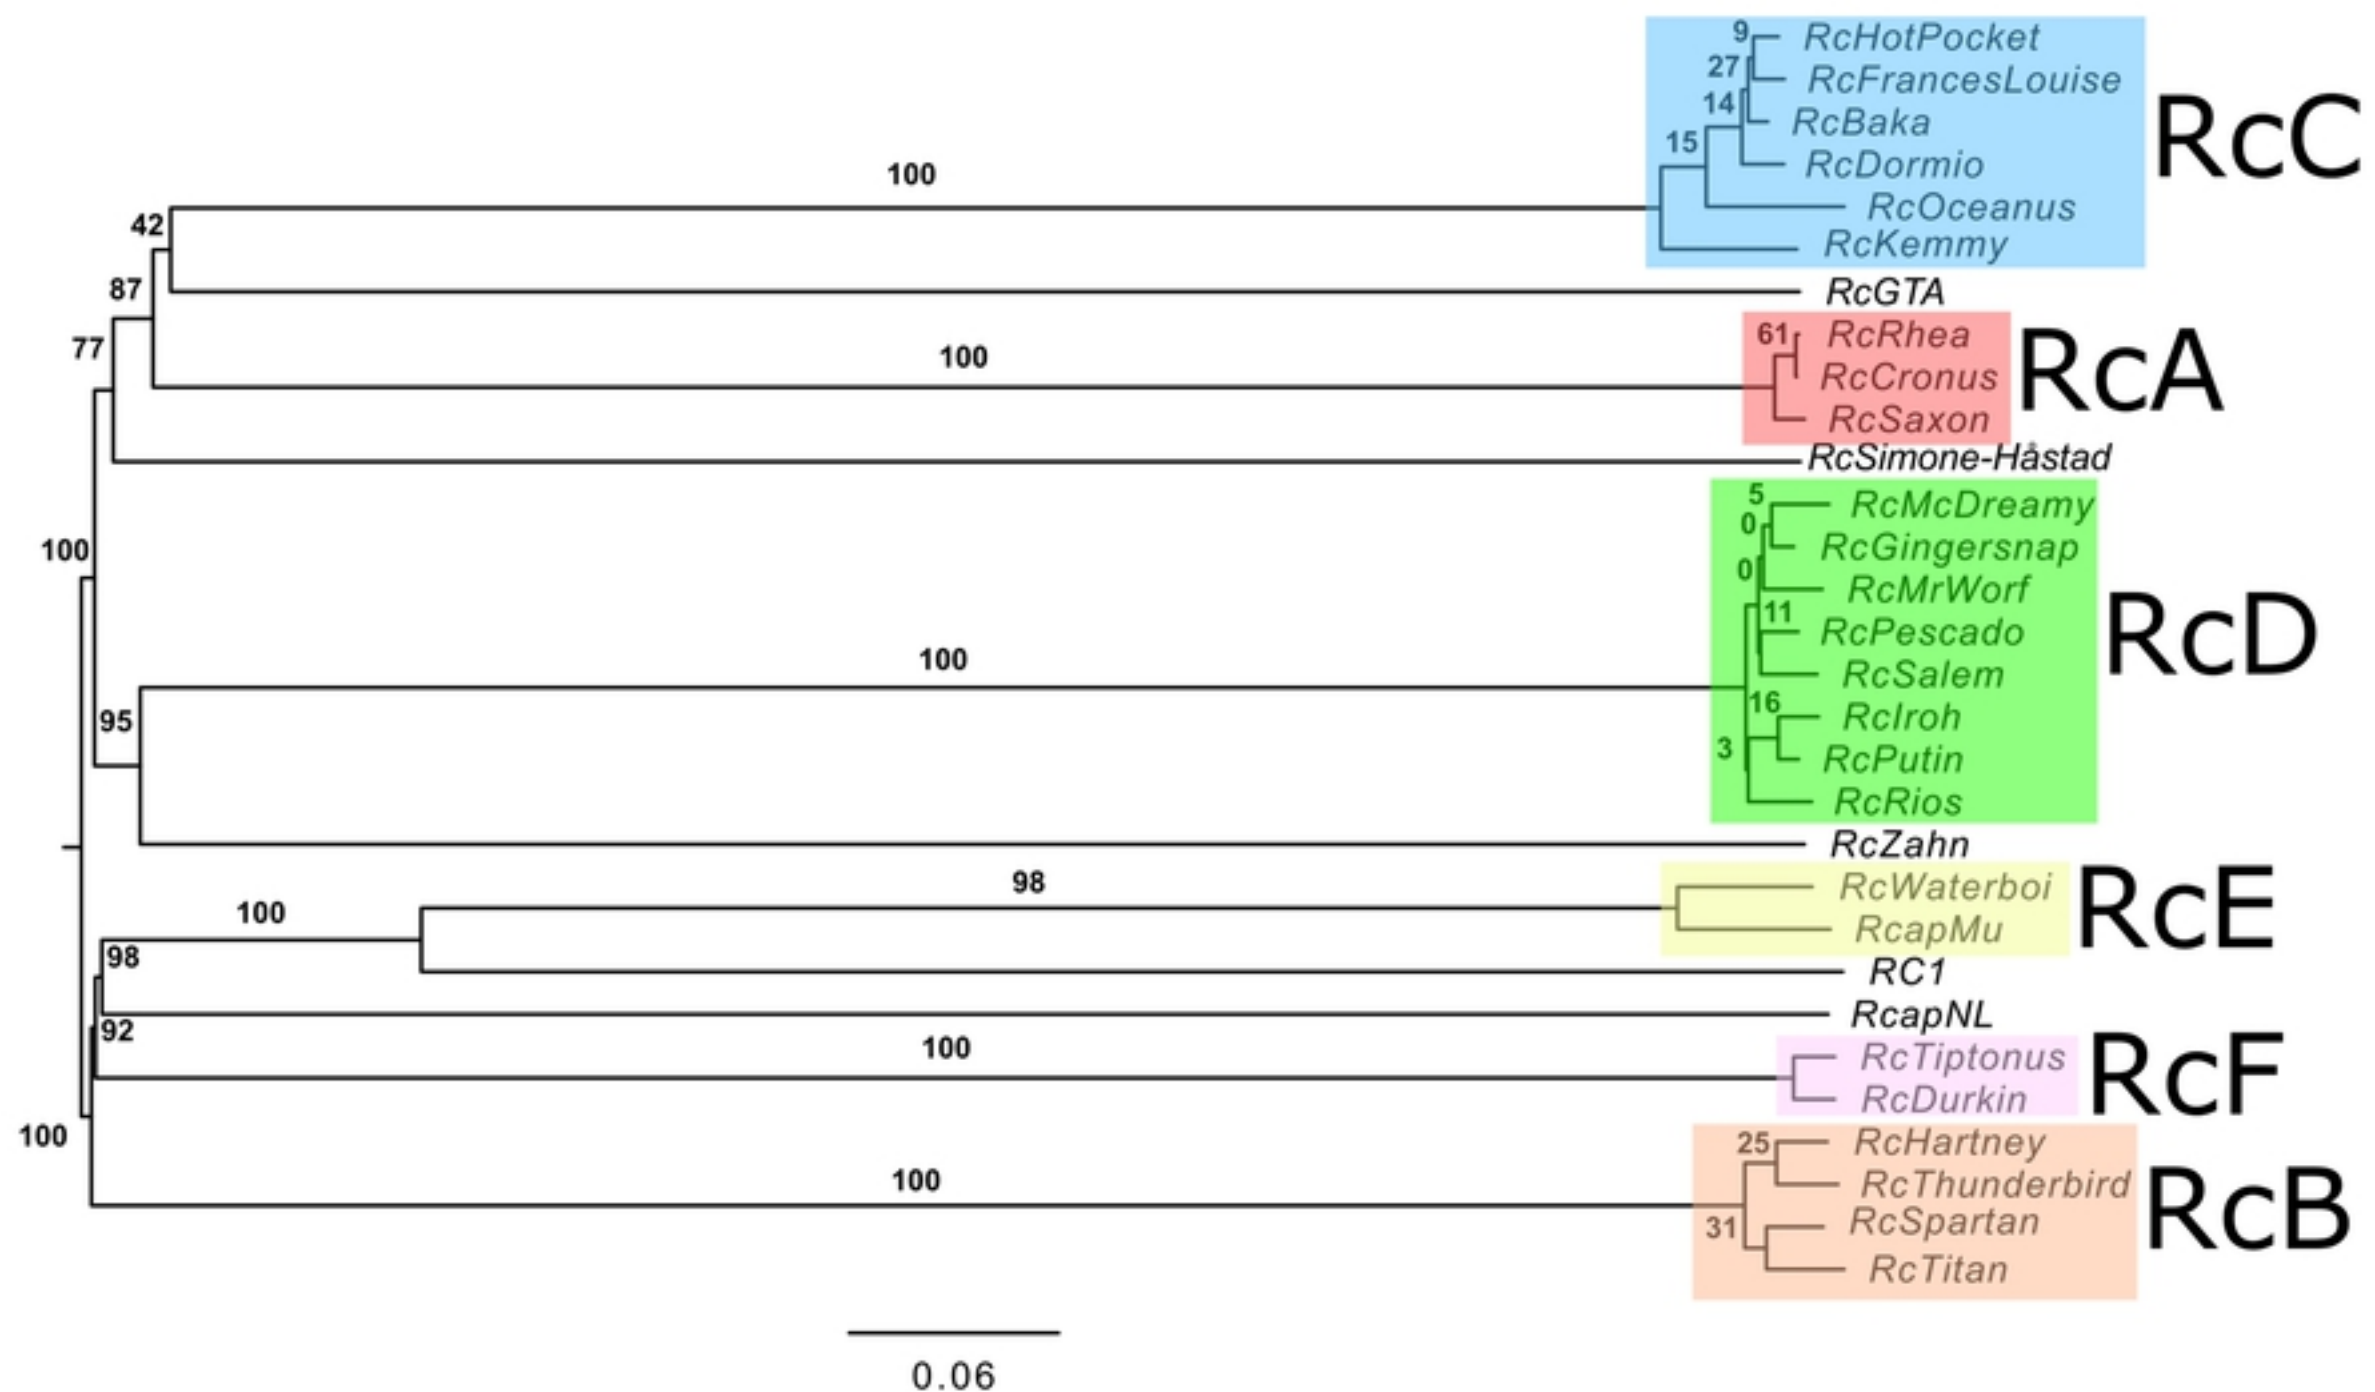 9
RcHotPocket
27
RcFrancesLouise
14
RcBaka
15
RcDormio
RcC
100
RcOceanus
42
RcKemmy
87
RcGTA
77
61
RcRhea
100
RcCronus
RcA
RcSaxon
RcSimone-Håstad
5
RcMcDreamy
0
100
RcGingersnap
0
RcMrWorf
11
RcPescado
RcD
100
RcSalem
16
95
RcIroh
3
RcPutin
RcRios
RcZahn
98
RcWaterboi
RcE
100
RcapMu
98
RC1
RcapNL
92
100
RcTiptonus
RcF
RcDurkin
100
25
RcHartney
100
RcThunderbird
RcB
31
RcSpartan
RcTitan
0.06